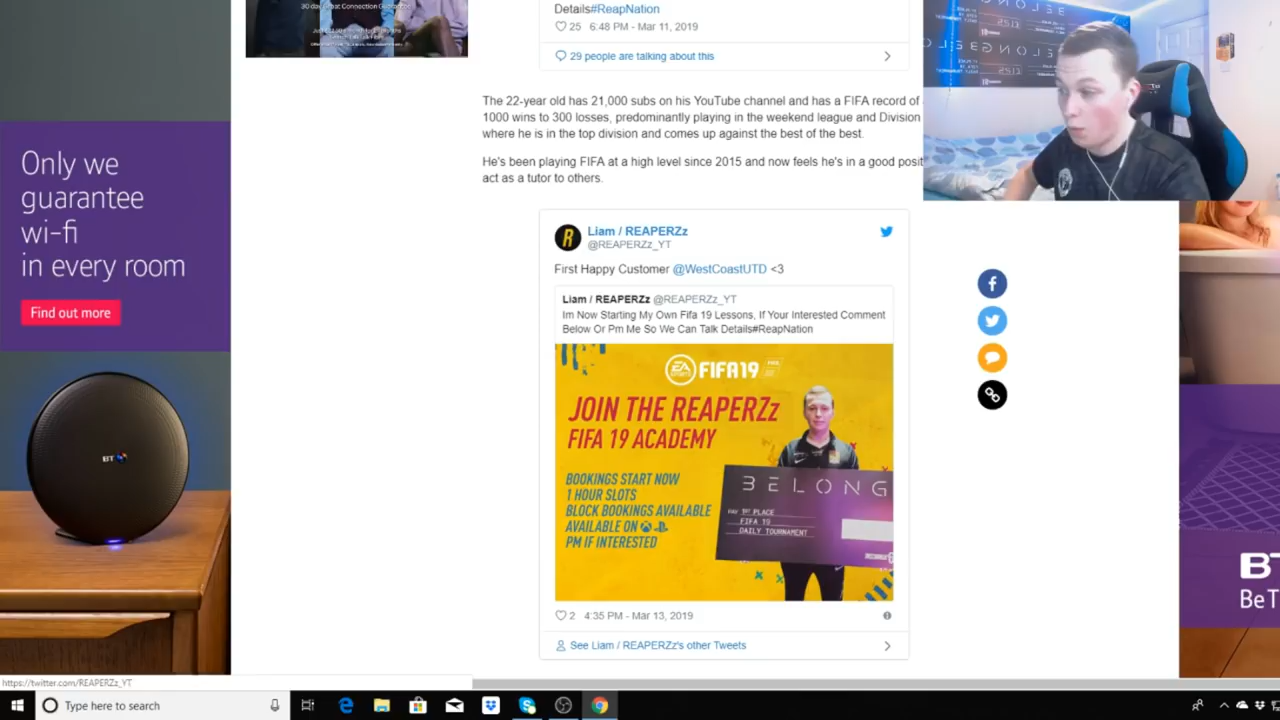 Details#ReapNation
25 6:48 PM - Mar 11, 2019
29 people are talking about this
The 22-year old has 21,000 subs on his YouTube channel and has a FIFA record of
1000 wins to 300 losses, predominantly playing in the weekend league and Division
where he is in the top division and comes up against the best of the best.
He's been playing FIFA at a high level since 2015 and now feels he's in a good posit
act as a tutor to others.
Only we
guarantee
wi-fi
in every room
Find out more
BT
Liam / REAPERZz
@REAPERZz_YT
First Happy Customer @WestCoastUTD <3
Liam / REAPERZz @REAPERZz_YT
Im Now Starting My Own Fifa 19 Lessons, If Your Interested Comment
Below Or Pm Me So We Can Talk Details#ReapNation
EA SPORTS FIFA19
JOIN THE REAPERZz
FIFA 19 ACADEMY
BOOKINGS START NOW
1 HOUR SLOTS
BLOCK BOOKINGS AVAILABLE
AVAILABLE ON
PM IF INTERESTED
BELONG
PAY 1ST PLACE
FIFA 19
DAILY TOURNAMENT
2 4:35 PM - Mar 13, 2019
See Liam / REAPERZz's other Tweets
BT
Be T
https://twitter.com/REAPERZz_YT
Type here to search